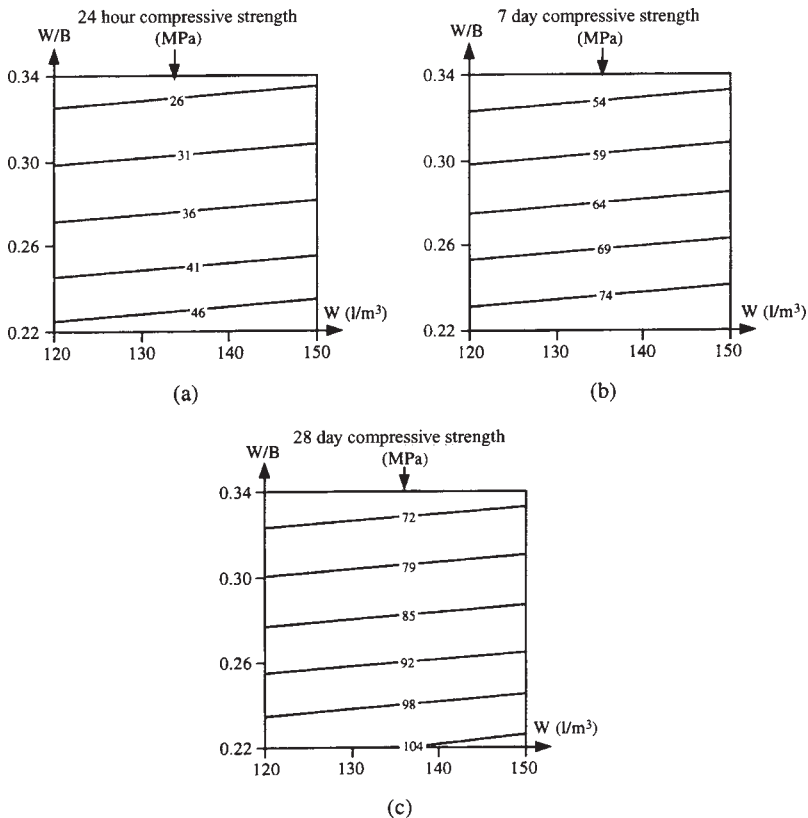 24 hour compressive strength
(MPa)
W/B
0.34
0.30
0.26
0.22
26
31
36
41
46
W (l/m³)
120
130
140
150
(a)
7 day compressive strength
(MPa)
W/B
0.34
0.30
0.26
0.22
54
59
64
69
74
W (l/m³)
120
130
140
150
(b)
28 day compressive strength
(MPa)
W/B
0.34
0.30
0.26
0.22
72
79
85
92
98
104
W (l/m³)
120
130
140
150
(c)